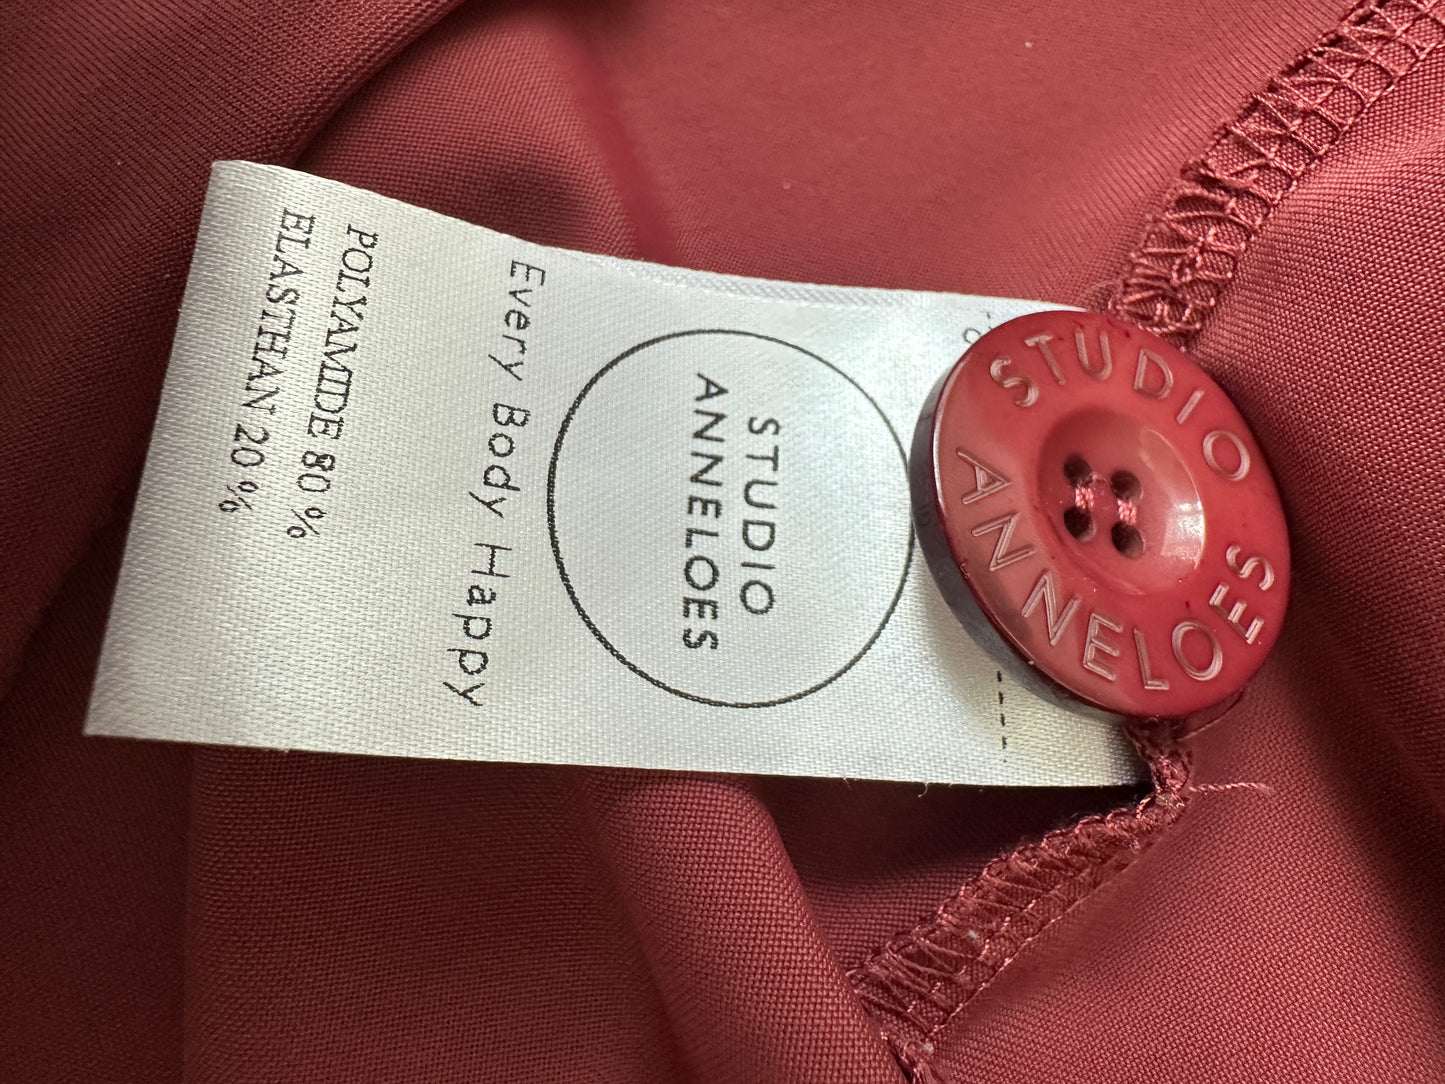 STUDIO
ANNELOES
Every Body Happy
POLYAMIDE 80 %
ELASTHAN 20 %
STUDIO
ANNELOES